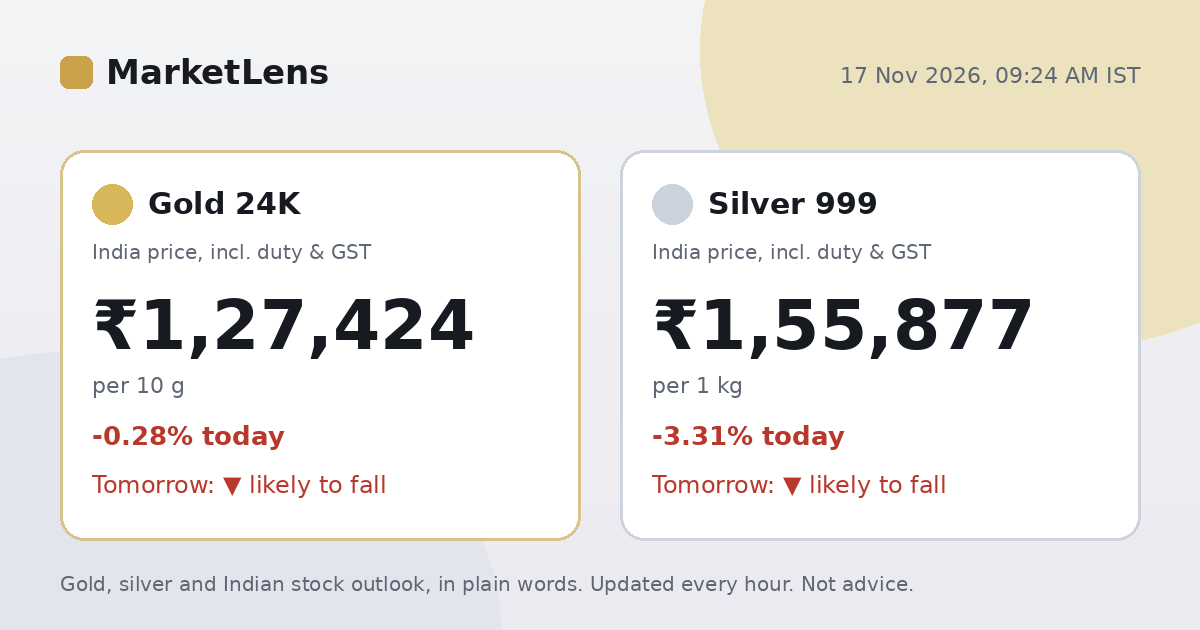 MarketLens
17 Nov 2026, 09:24 AM IST
Gold 24K
India price, incl. duty & GST
₹1,27,424
per 10 g
-0.28% today
Tomorrow: ▼ likely to fall
Silver 999
India price, incl. duty & GST
₹1,55,877
per 1 kg
-3.31% today
Tomorrow: ▼ likely to fall
Gold, silver and Indian stock outlook, in plain words. Updated every hour. Not advice.